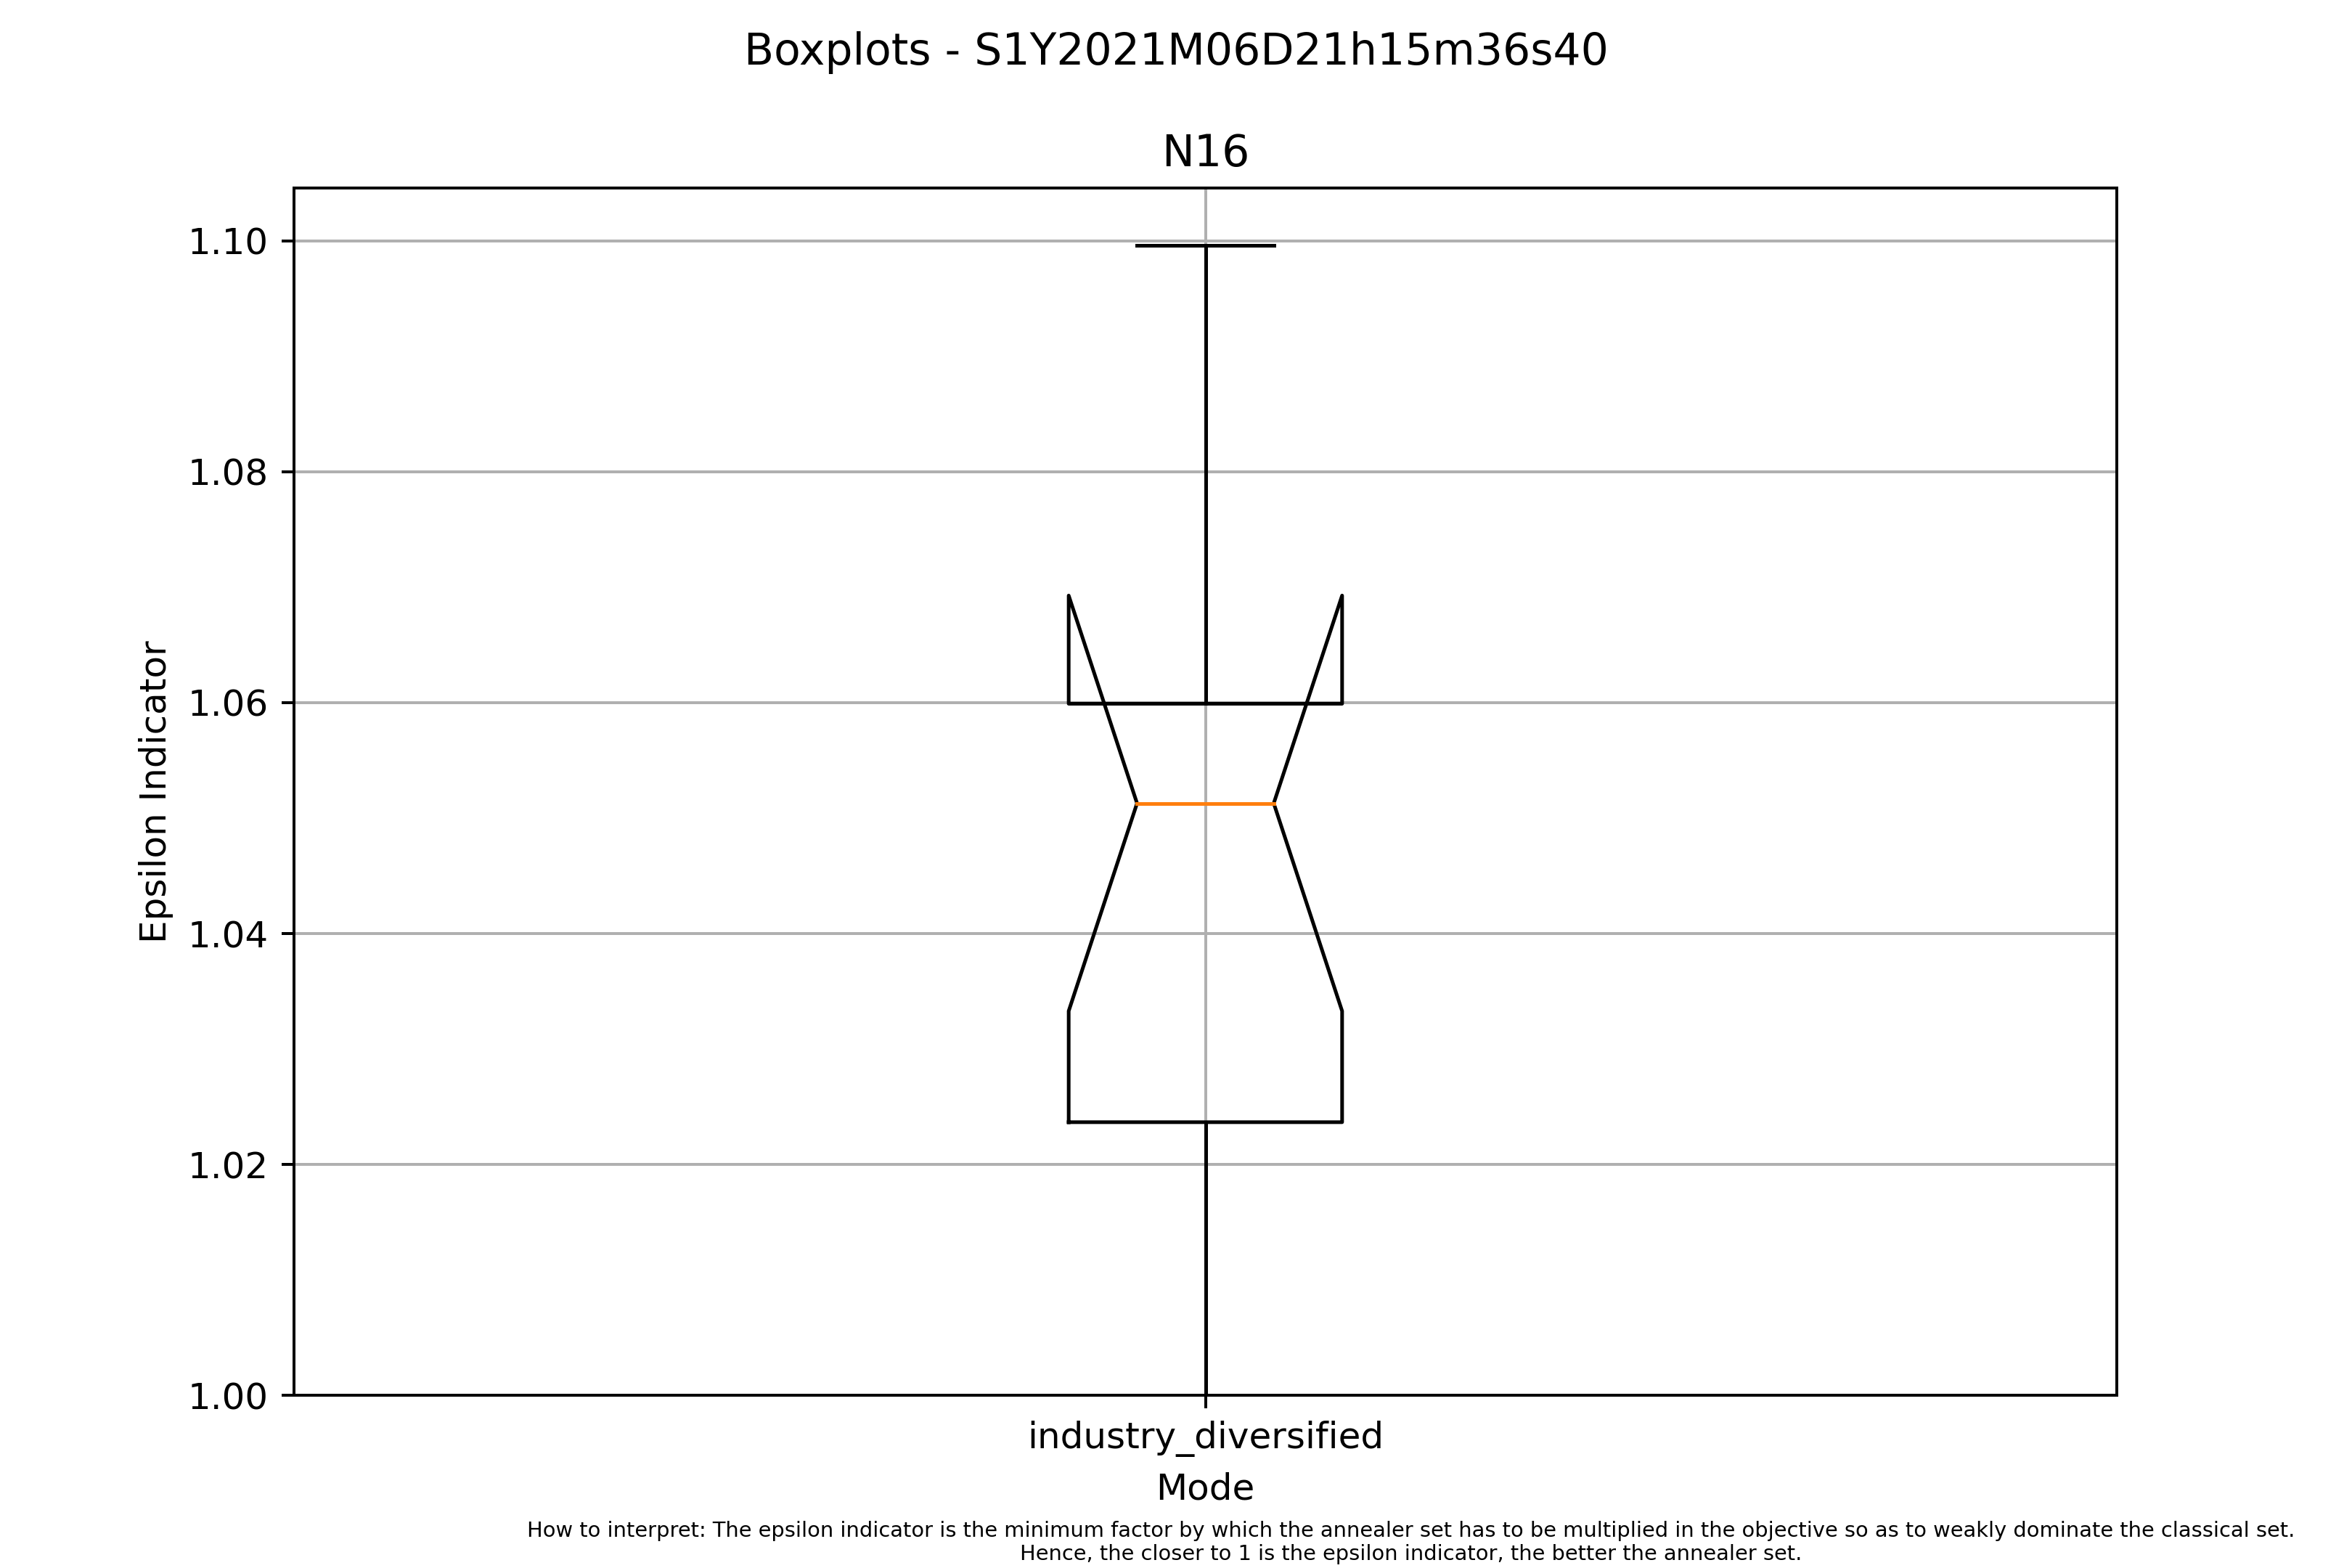 Boxplots - S1Y2021M06D21h15m36s40
N16
1.10
1.08
1.06
1.04
1.02
1.00
Epsilon Indicator
industry_diversified
Mode
How to interpret: The epsilon indicator is the minimum factor by which the annealer set has to be multiplied in the objective so as to weakly dominate the classical set.
Hence, the closer to 1 is the epsilon indicator, the better the annealer set.